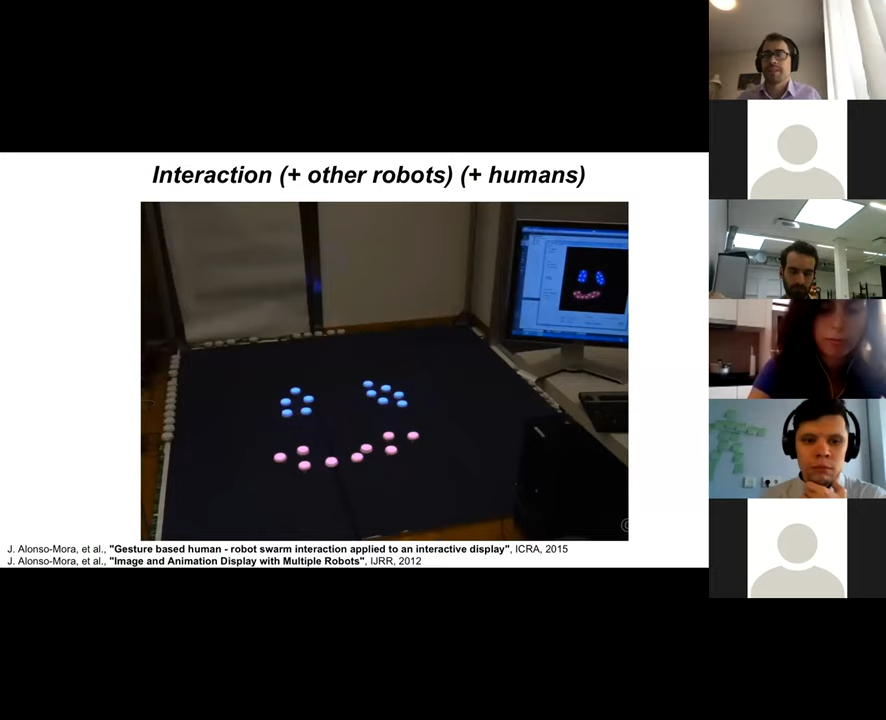 Interaction (+ other robots) (+ humans)
J. Alonso-Mora, et al., "Gesture based human - robot swarm interaction applied to an interactive display", ICRA, 2015
J. Alonso-Mora, et al., "Image and Animation Display with Multiple Robots", IJRR, 2012